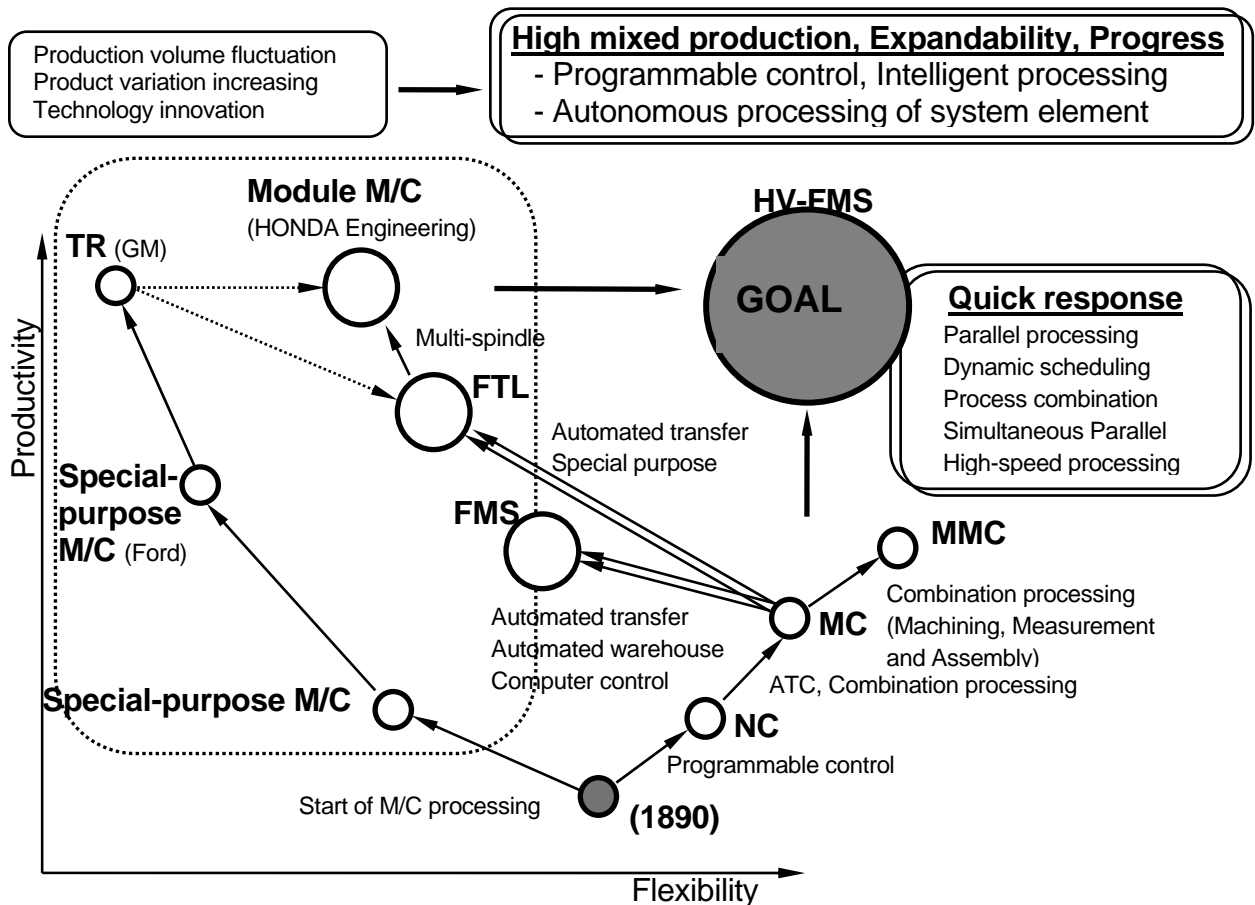 Production volume fluctuation
Product variation increasing
Technology innovation
High mixed production, Expandability, Progress
- Programmable control, Intelligent processing
- Autonomous processing of system element
Module M/C
(HONDA Engineering)
HV-FMS
TR (GM)
GOAL
Quick response
Parallel processing
Dynamic scheduling
Process combination
Simultaneous Parallel
High-speed processing
Productivity
Multi-spindle
FTL
Automated transfer
Special purpose
Special-
purpose
M/C (Ford)
FMS
MMC
Combination processing
(Machining, Measurement
and Assembly)
Automated transfer
Automated warehouse
Computer control
MC
ATC, Combination processing
Special-purpose M/C
NC
Programmable control
Start of M/C processing
(1890)
Flexibility